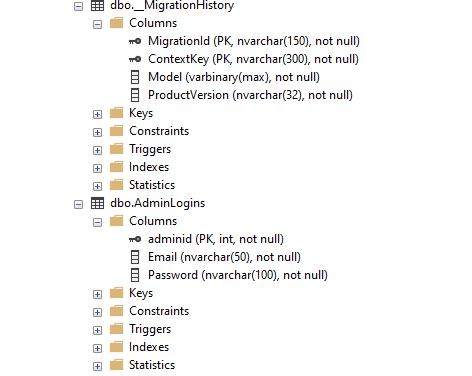 dbo.__MigrationHistory
Columns
MigrationId (PK, nvarchar(150), not null)
ContextKey (PK, nvarchar(300), not null)
Model (varbinary(max), not null)
ProductVersion (nvarchar(32), not null)
Keys
Constraints
Triggers
Indexes
Statistics
dbo.AdminLogins
Columns
adminid (PK, int, not null)
Email (nvarchar(50), not null)
Password (nvarchar(100), not null)
Keys
Constraints
Triggers
Indexes
Statistics